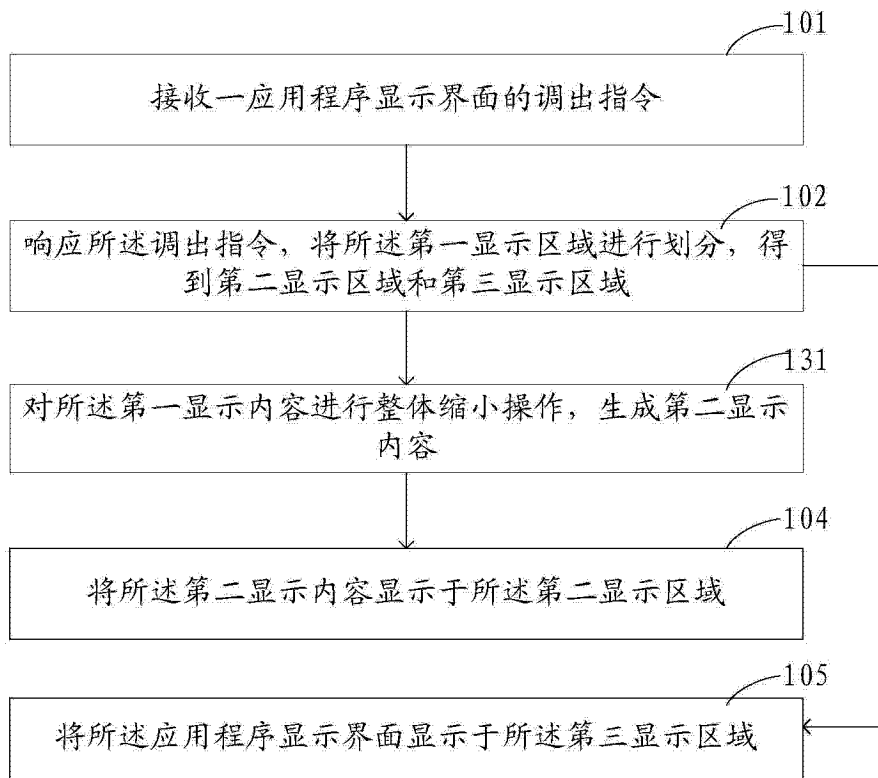 101
接收一应用程序显示界面的调出指令
102
响应所述调出指令，将所述第一显示区域进行划分，得
到第二显示区域和第三显示区域
131
对所述第一显示内容进行整体缩小操作，生成第二显示
内容
104
将所述第二显示内容显示于所述第二显示区域
105
将所述应用程序显示界面显示于所述第三显示区域